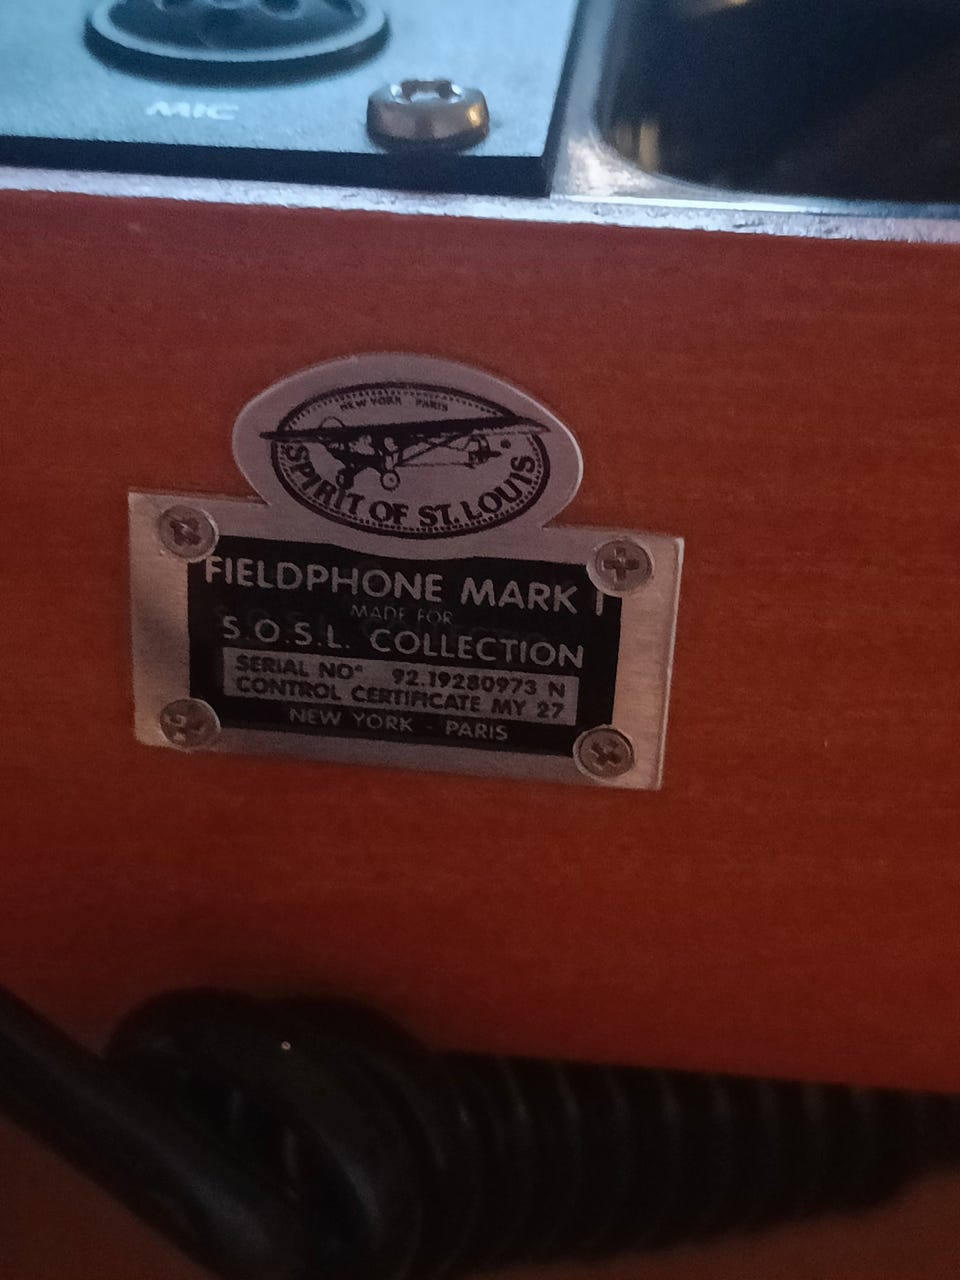 MIC
NEW YORK - PARIS
SPIRIT OF ST. LOUIS
FIELDPHONE MARK I
MADE FOR
S.O.S.L. COLLECTION
SERIAL NOº 92.19280973 N
CONTROL CERTIFICATE MY 27
NEW YORK - PARIS